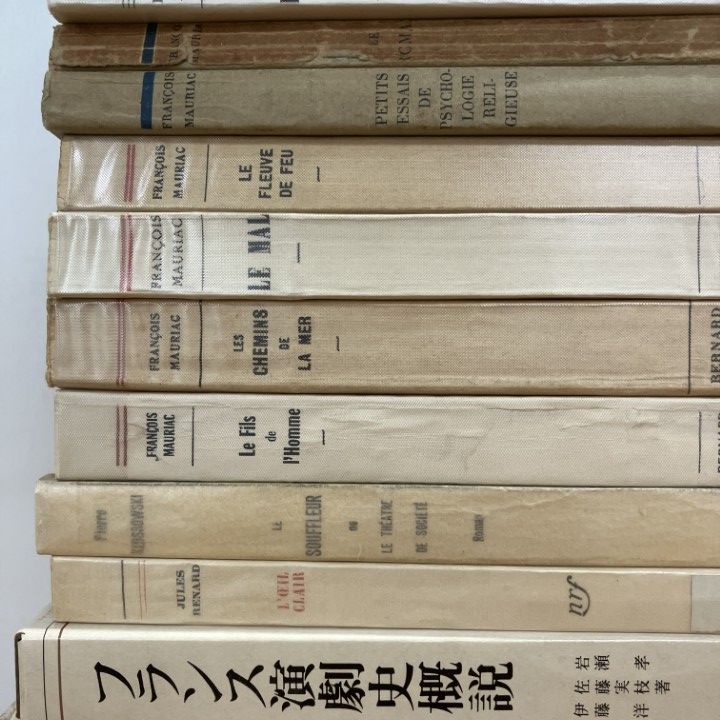 FRANÇOIS
MAURIAC
LE
FRANÇOIS
MAURIAC
PETITS
ESSAIS
DE
PSYCHO-
LOGIE
RELI-
GIEUSE
FRANÇOIS
MAURIAC
LE
FLEUVE
DE FEU
FRANÇOIS
MAURIAC
LE MAL
FRANÇOIS
MAURIAC
LES
CHEMINS
DE
LA MER
BERNARD
FRANÇOIS
MAURIAC
Le Fils
de
l'Homme
Pierre
KLOSSOWSKI
LE
SOUFFLEUR
OU
LE THÉATRE
DE SOCIÉTÉ
Roman
JULES
RENARD
L'ŒIL
CLAIR
nrf
フランス演劇史概説
岩瀬 孝
佐藤実枝
伊藤 洋 著